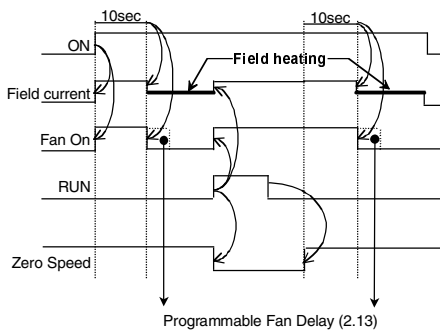 10sec 10sec
ON
Field heating
Field current
Fan On
RUN
Zero Speed
Programmable Fan Delay (2.13)